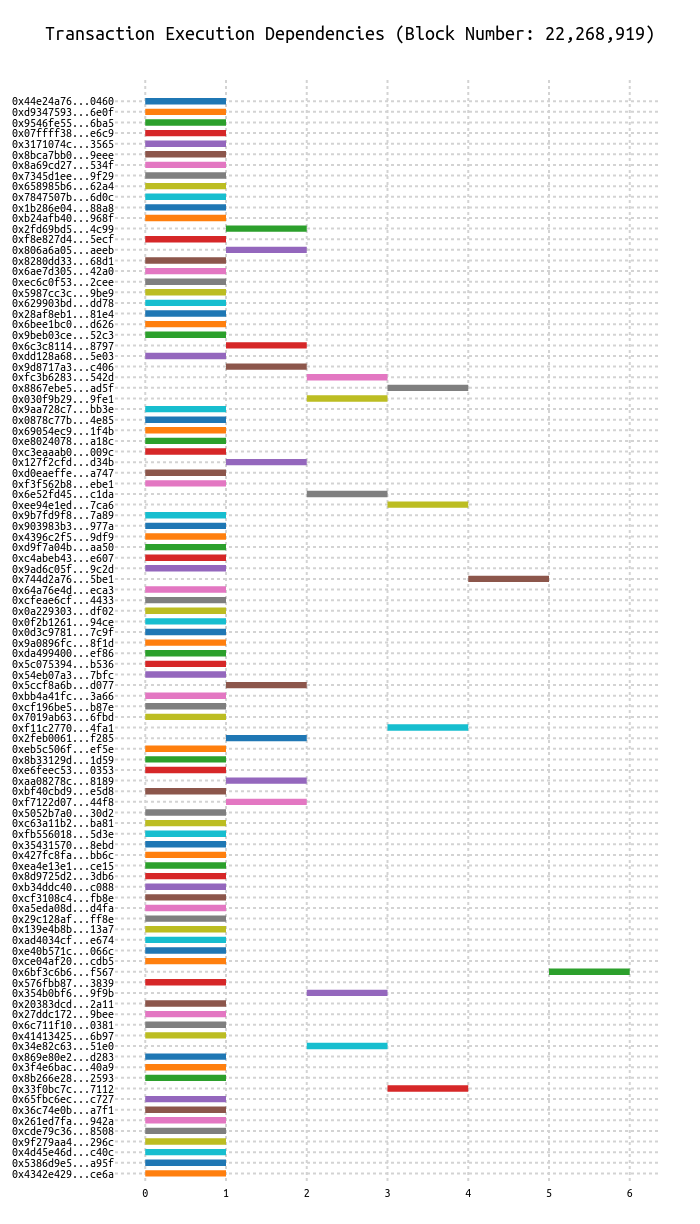 Transaction Execution Dependencies (Block Number: 22,268,919)
0x44e24a76...0460
0xd9347593...6e0f
0x9546fe55...6ba5
0x07ffff38...e6c9
0x3171074c...3565
0x8bca7bb0...9eee
0x8a69cd27...534f
0x7345d1ee...9f29
0x658985b6...62a4
0x7847507b...6d0c
0x1b286e04...88a8
0xb24afb40...968f
0x2fd69bd5...4c99
0xf8e827d4...5ecf
0x806a6a05...aeeb
0x8280dd33...68d1
0x6ae7d305...42a0
0xec6c0f53...2cee
0x5987cc3c...9be9
0x629903bd...dd78
0x28af8eb1...81e4
0x6bee1bc0...d626
0x9beb03ce...52c3
0x6c3c8114...8797
0xdd128a68...5e03
0x9d8717a3...c406
0xfc3b6283...542d
0x8867ebe5...ad5f
0x030f9b29...9fe1
0x9aa728c7...bb3e
0x0878c77b...4e85
0x69054ec9...1f4b
0xe8024078...a18c
0xc3eaaab0...009c
0x127f2cfd...d34b
0xd0eaeffe...a747
0xf3f562b8...ebe1
0x6e52fd45...c1da
0xee94e1ed...7ca6
0x9b7fd9f8...7a89
0x903983b3...977a
0x4396c2f5...9df9
0xd9f7a04b...aa50
0xc4abeb43...e607
0x9ad6c05f...9c2d
0x744d2a76...5be1
0x64a76e4d...eca3
0xcfeae6cf...4433
0x0a229303...df02
0x0f2b1261...94ce
0x0d3c9781...7c9f
0x9a0896fc...8f1d
0xda499400...ef86
0x5c075394...b536
0x54eb07a3...7bfc
0x5ccf8a6b...d077
0xbb4a41fc...3a66
0xcf196be5...b87e
0x7019ab63...6fbd
0xf11c2770...4fa1
0x2feb0061...f285
0xeb5c506f...ef5e
0x8b33129d...1d59
0xe6feec53...0353
0xaa08278c...8189
0xbf40cbd9...e5d8
0xf7122d07...44f8
0x5052b7a0...30d2
0xc63a11b2...ba81
0xfb556018...5d3e
0x35431570...8ebd
0x427fc8fa...bb6c
0xea4e13e1...ce15
0x8d9725d2...3db6
0xb34ddc40...c088
0xcf3108c4...fb8e
0xa5eda08d...d4fa
0x29c128af...ff8e
0x139e4b8b...13a7
0xad4034cf...e674
0xe40b571c...066c
0xce04af20...cdb5
0x6bf3c6b6...f567
0x576fbb87...3839
0x354b0bf6...9f9b
0x20383dcd...2a11
0x27ddc172...9bee
0x6c711f10...0381
0x41413425...6b97
0x34e82c63...51e0
0x869e80e2...d283
0x3f4e6bac...40a9
0x8b266e28...2593
0x33f0bc7c...7112
0x65fbc6ec...c727
0x36c74e0b...a7f1
0x261ed7fa...942a
0xcde79c36...8508
0x9f279aa4...296c
0x4d45e46d...c40c
0x5386d9e5...a95f
0x4342e429...ce6a
0 1 2 3 4 5 6